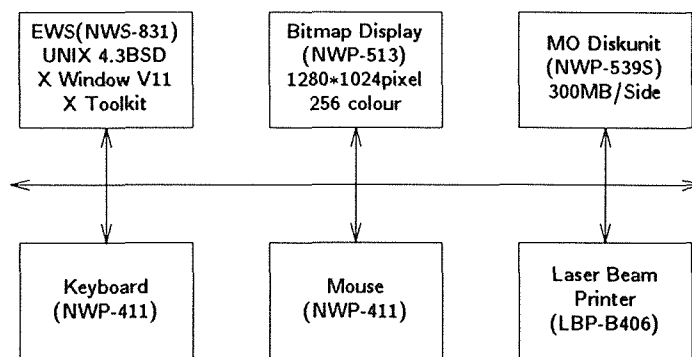 EWS(NWS-831)
UNIX 4.3BSD
X Window V11
X Toolkit
Bitmap Display
(NWP-513)
1280*1024pixel
256 colour
MO Diskunit
(NWP-539S)
300MB/Side
Keyboard
(NWP-411)
Mouse
(NWP-411)
Laser Beam
Printer
(LBP-B406)